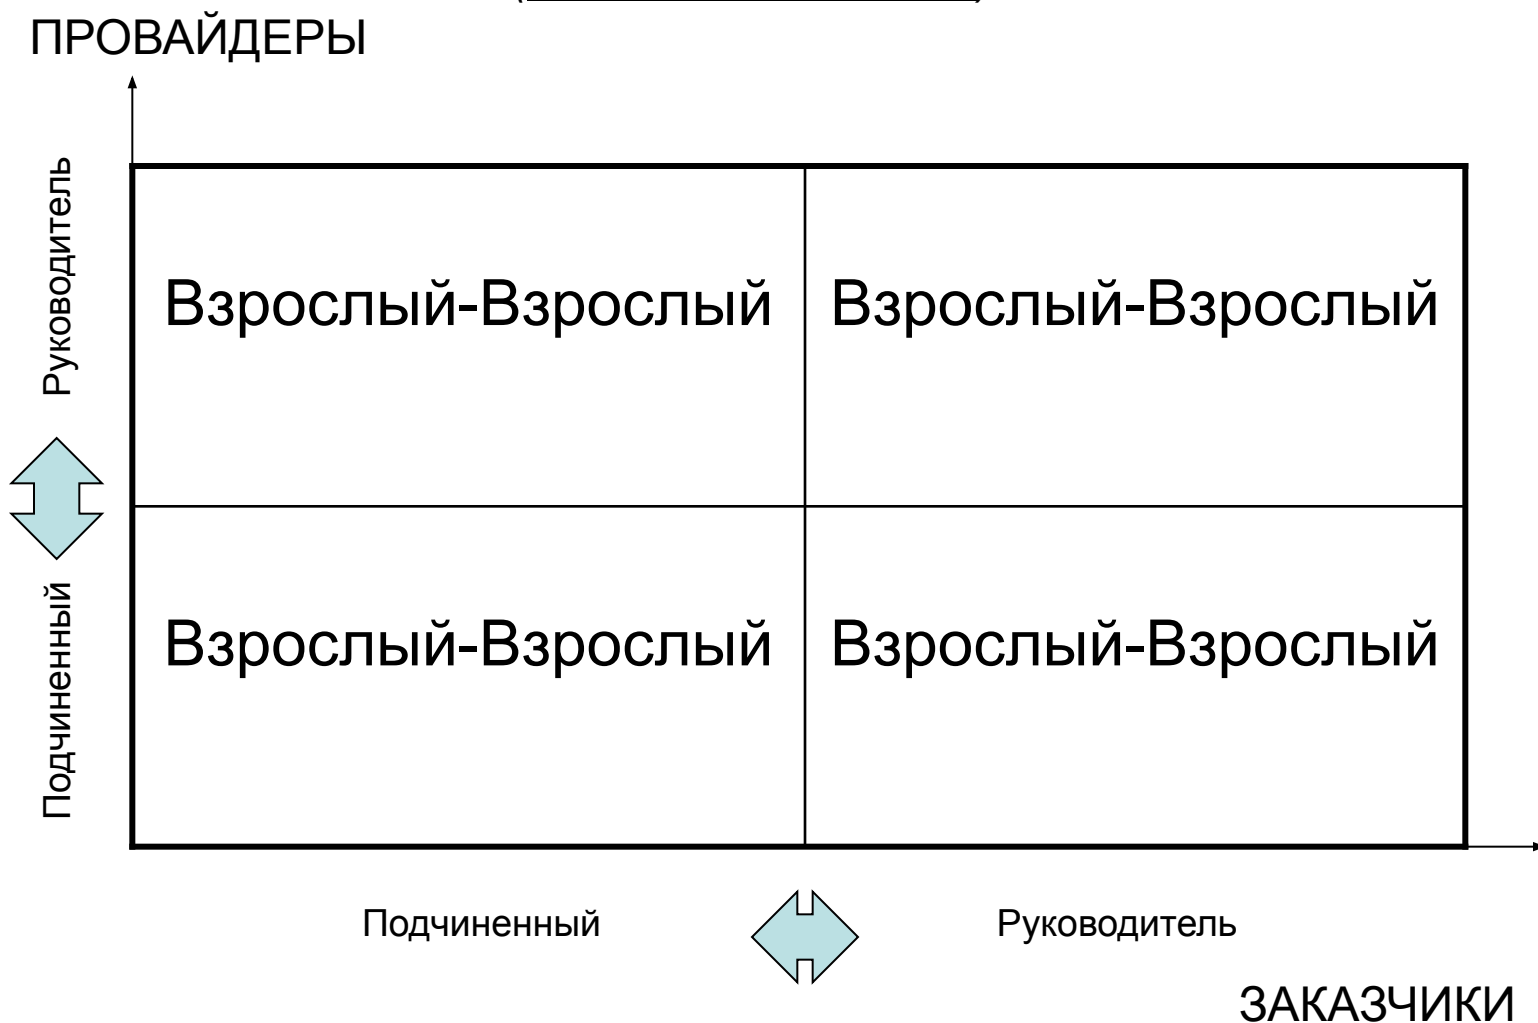 ПРОВАЙДЕРЫ
Руководитель
Взрослый-Взрослый
Взрослый-Взрослый
Подчиненный
Взрослый-Взрослый
Взрослый-Взрослый
Подчиненный
Руководитель
ЗАКАЗЧИКИ